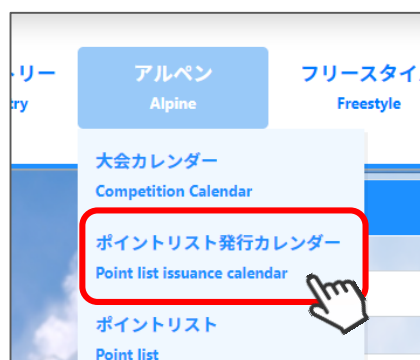 トリー アルペン フリースタイ
try Alpine Freestyle
大会カレンダー
Competition Calendar
ポイントリスト発行カレンダー
Point list issuance calendar
ポイントリスト
Point list